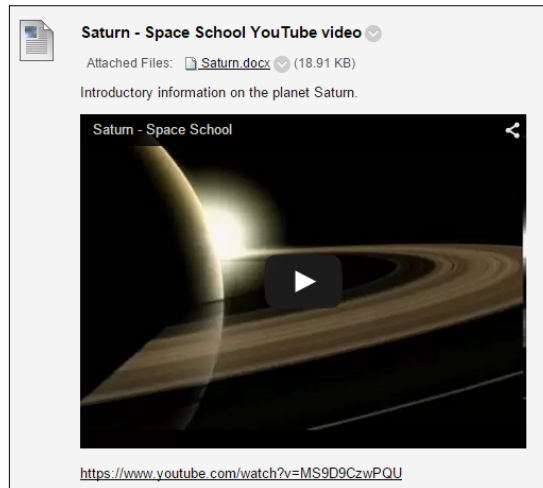 Saturn - Space School YouTube video
Attached Files: Saturn.docx (18.91 KB)
Introductory information on the planet Saturn.
Saturn - Space School
https://www.youtube.com/watch?v=MS9D9CzwPQU